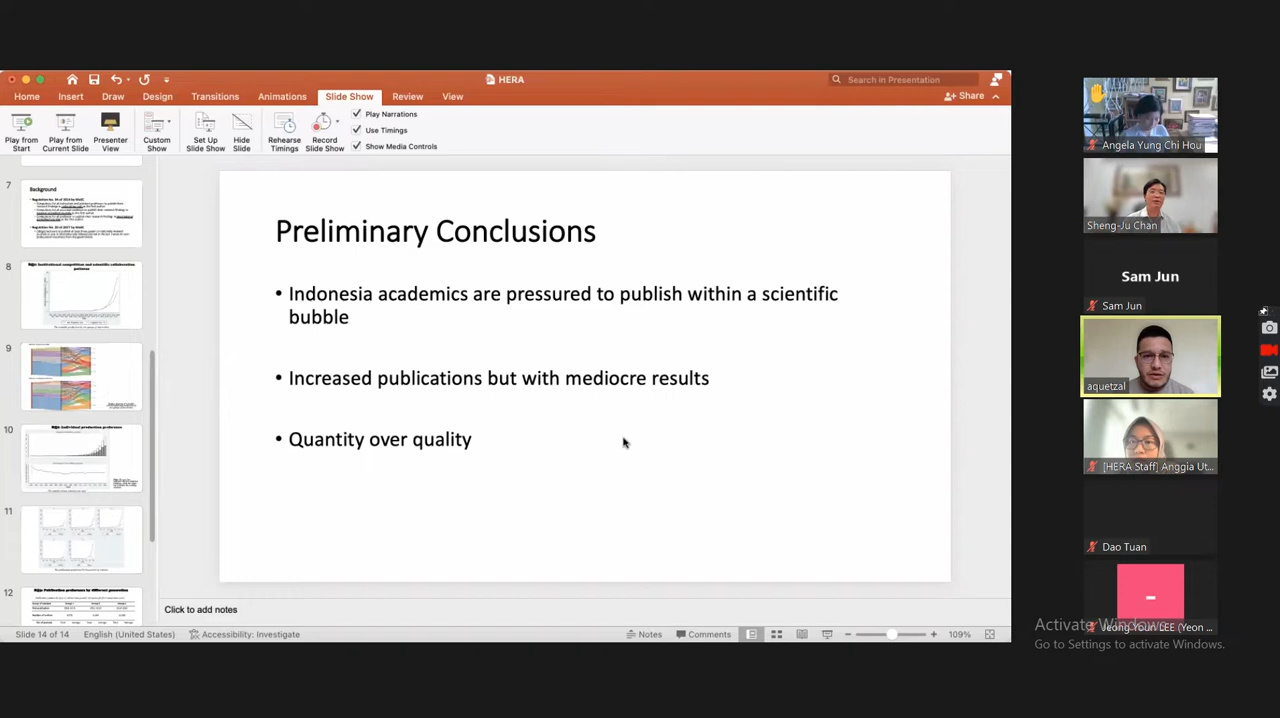 HERA
Search in Presentation
Home
Insert
Draw
Design
Transitions
Animations
Slide Show
Review
View
Share
Play from
Start
Play from
Current Slide
Presenter
View
Custom
Show
Set Up
Slide Show
Hide
Slide
Rehearse
Timings
Record
Slide Show
Play Narrations
Use Timings
Show Media Controls
7
Background
8
9
10
11
12
Preliminary Conclusions
• Indonesia academics are pressured to publish within a scientific
bubble
• Increased publications but with mediocre results
• Quantity over quality
Click to add notes
Slide 14 of 14
English (United States)
Accessibility: Investigate
Notes
Comments
109%
Angela Yung Chi Hou
Sheng-Ju Chan
Sam Jun
Sam Jun
aquetzal
[HERA Staff] Anggia Ut...
Dao Tuan
Jeong Youn LEE (Yeon ...
Activate Windows
Go to Settings to activate Windows.